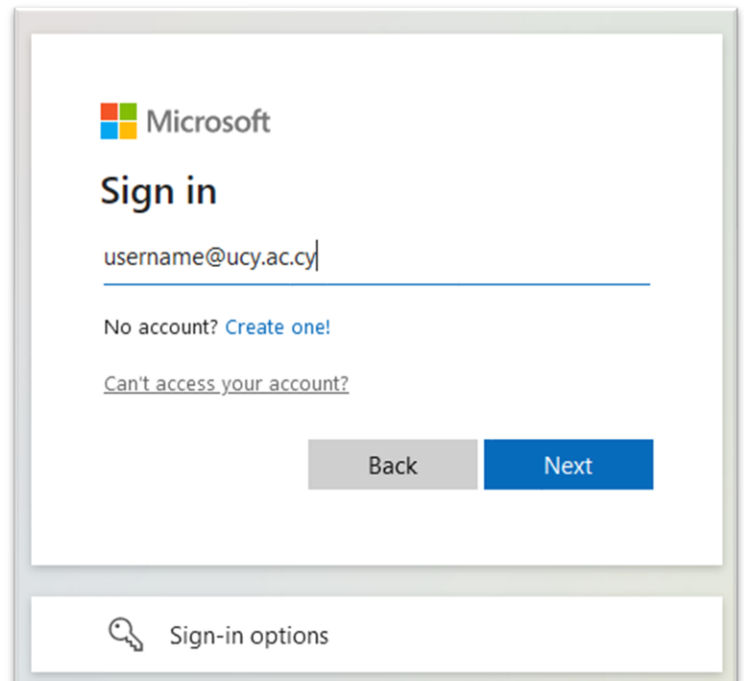 Microsoft
Sign in
username@ucy.ac.cy
No account? Create one!
Can't access your account?
Back Next
Sign-in options